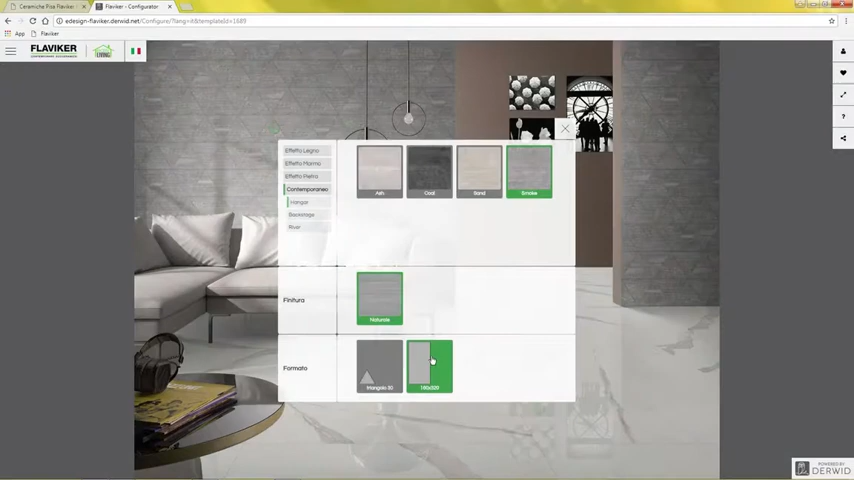 Ceramiche Posa Flaviker
Flaviker - Configurator
edesign-flaviker.derwid.net/Configure/?lang=it&templateId=1689
App
Flaviker
FLAVIKER
LIVING
Effetto Legno
Effetto Marmo
Effetto Pietra
Contemporaneo
Hangar
Backstage
River
Ash
Coal
Sand
Smoke
Finitura
Naturale
Formato
triangolo 30
160x320
POWERED BY
DERWID